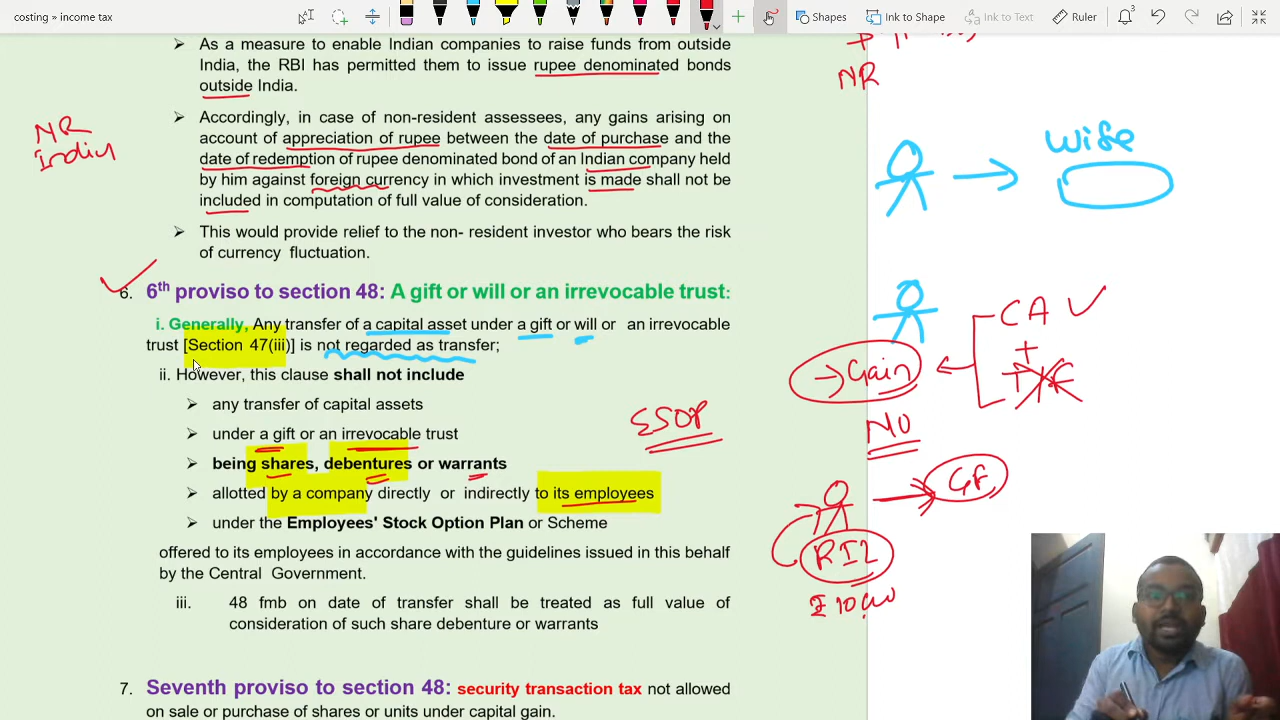 costing » income tax
Shapes
Ink to Shape
Ink to Text
Ruler
3
➢ As a measure to enable Indian companies to raise funds from outside
India, the RBI has permitted them to issue rupee denominated bonds
outside India.
➢ Accordingly, in case of non-resident assessees, any gains arising on
account of appreciation of rupee between the date of purchase and the
date of redemption of rupee denominated bond of an Indian company held
by him against foreign currency in which investment is made shall not be
included in computation of full value of consideration.
➢ This would provide relief to the non- resident investor who bears the risk
of currency fluctuation.
6. 6th proviso to section 48: A gift or will or an irrevocable trust:
i. Generally, Any transfer of a capital asset under a gift or will or an irrevocable
trust [Section 47(iii)] is not regarded as transfer;
ii. However, this clause shall not include
➢ any transfer of capital assets
➢ under a gift or an irrevocable trust
➢ being shares, debentures or warrants
➢ allotted by a company directly or indirectly to its employees
➢ under the Employees' Stock Option Plan or Scheme
offered to its employees in accordance with the guidelines issued in this behalf
by the Central Government.
iii. 48 fmb on date of transfer shall be treated as full value of
consideration of such share debenture or warrants
7. Seventh proviso to section 48: security transaction tax not allowed
on sale or purchase of shares or units under capital gain.
NR
India
ESOP
NR
Wife
CA
+
Gain
NO
GF
RIL